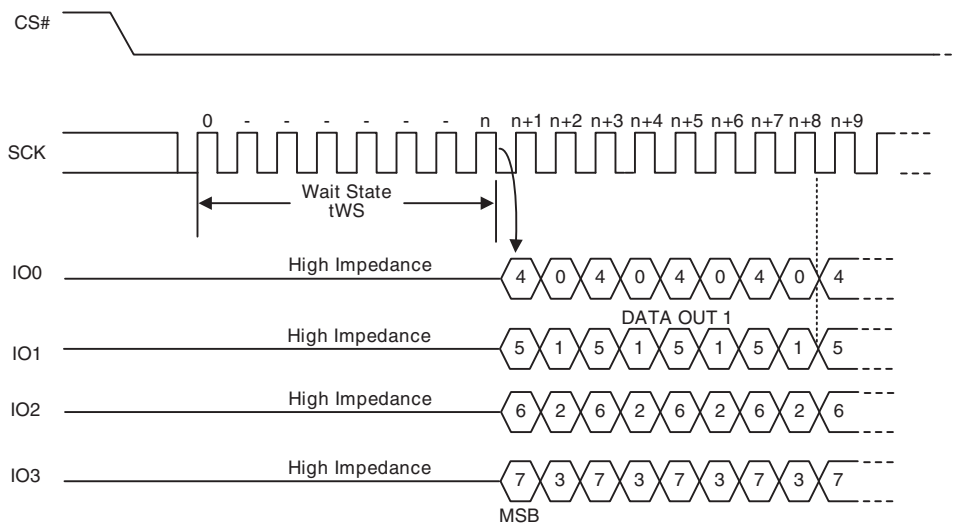 CS#
0 - - - - - - n n+1 n+2 n+3 n+4 n+5 n+6 n+7 n+8 n+9
SCK
Wait State
tWS
IO0 High Impedance 4 0 4 0 4 0 4 0 4
DATA OUT 1
IO1 High Impedance 5 1 5 1 5 1 5 1 5
IO2 High Impedance 6 2 6 2 6 2 6 2 6
IO3 High Impedance 7 3 7 3 7 3 7 3 7
MSB